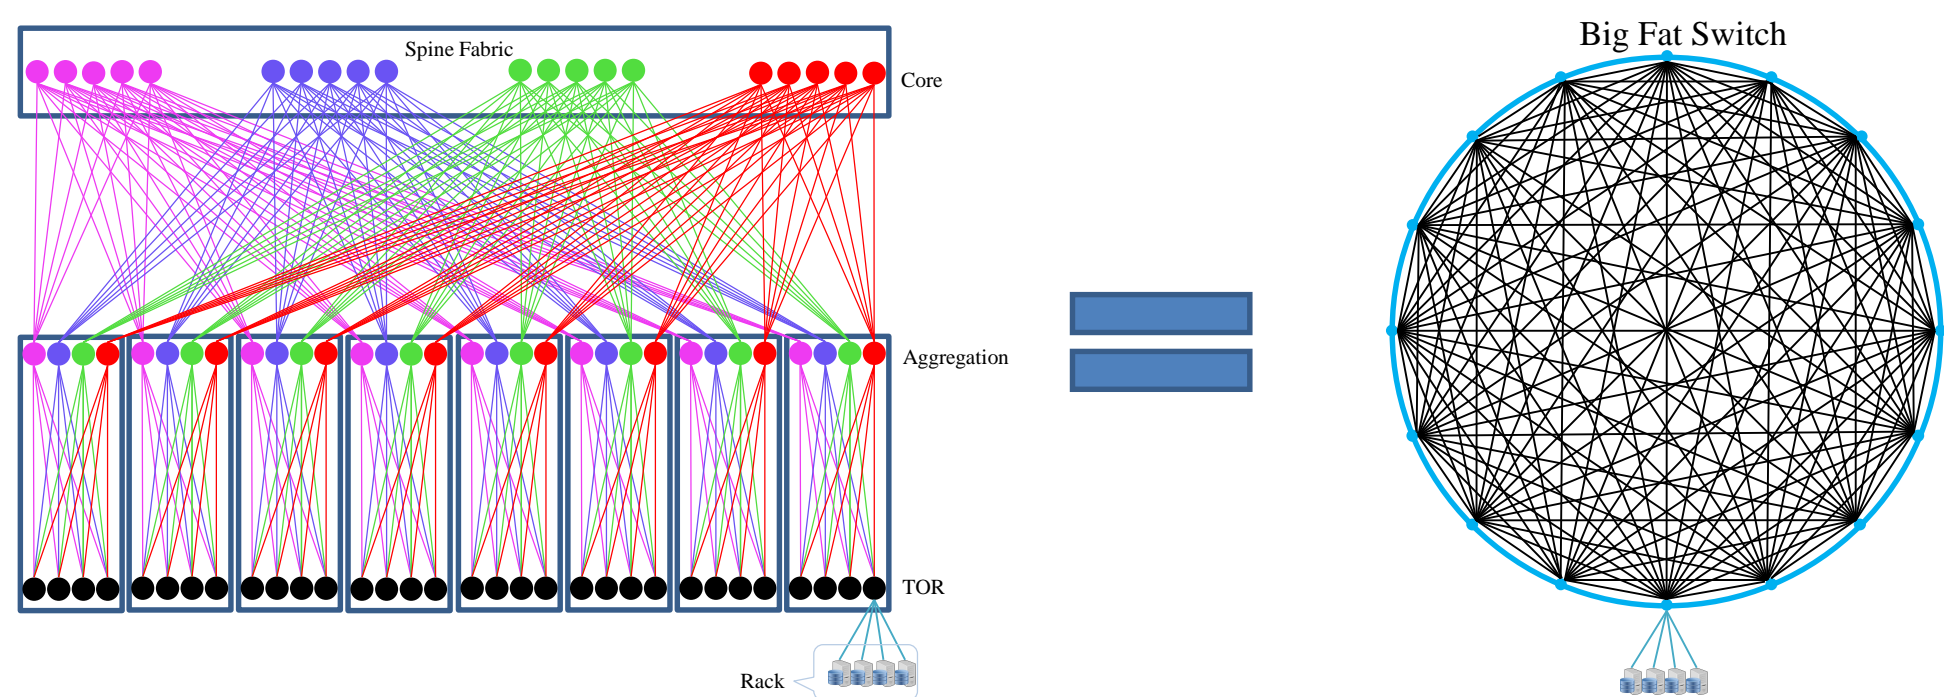 Spine Fabric
Core
Aggregation
TOR
Rack
Big Fat Switch